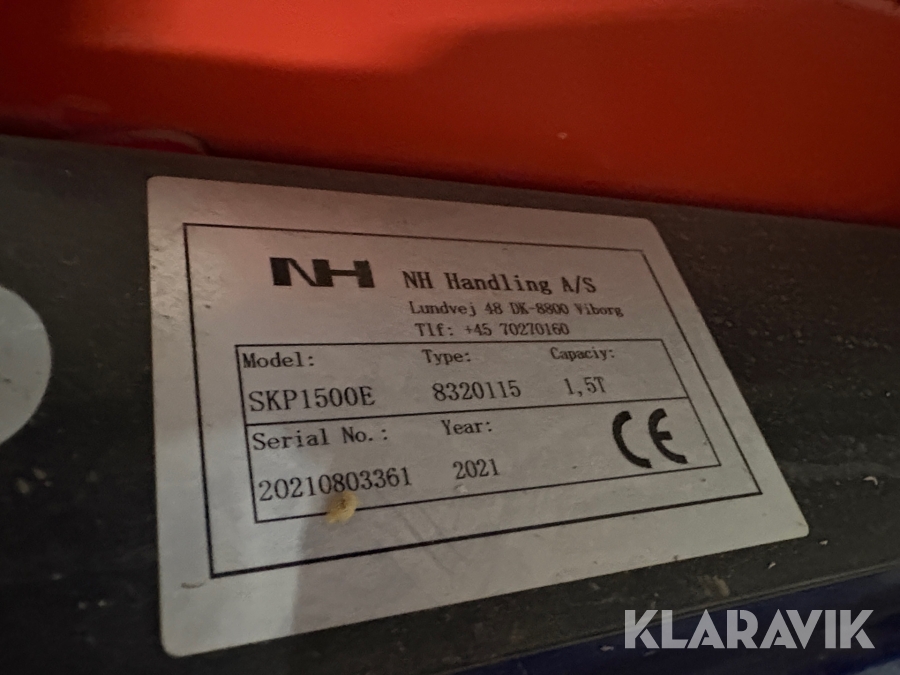 NH NH Handling A/S
Lundvej 48 DK-8800 Viborg
Tlf: +45 70270160
Model: Type: Capaciy:
SKP1500E 8320115 1,5T
Serial No.: Year:
20210803361 2021
CE
KLARAVIK